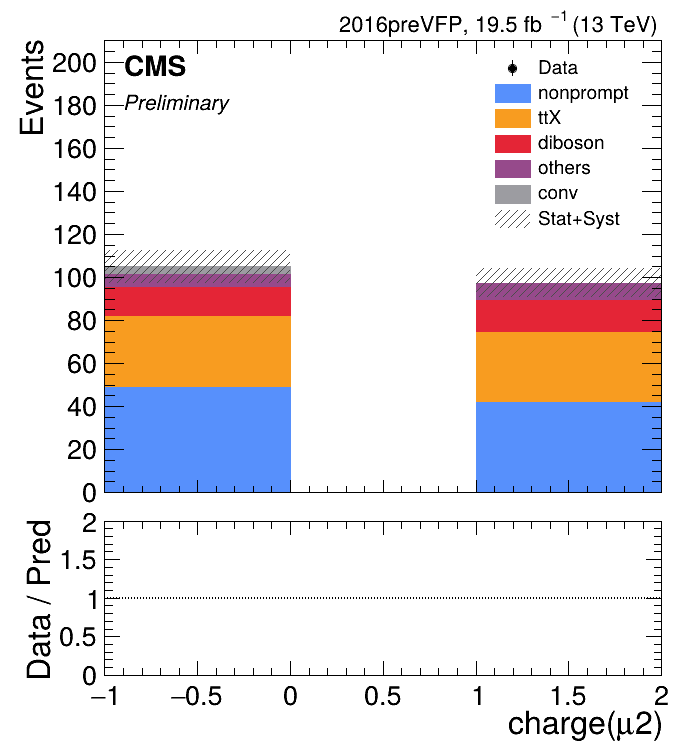 2016preVFP, 19.5 fb⁻¹ (13 TeV)
Events
200
180
160
140
120
100
80
60
40
20
0
CMS
Preliminary
Data
nonprompt
ttX
diboson
others
conv
Stat+Syst
Data / Pred
2
1.5
1
0.5
0
−1 −0.5 0 0.5 1 1.5 2
charge(μ2)